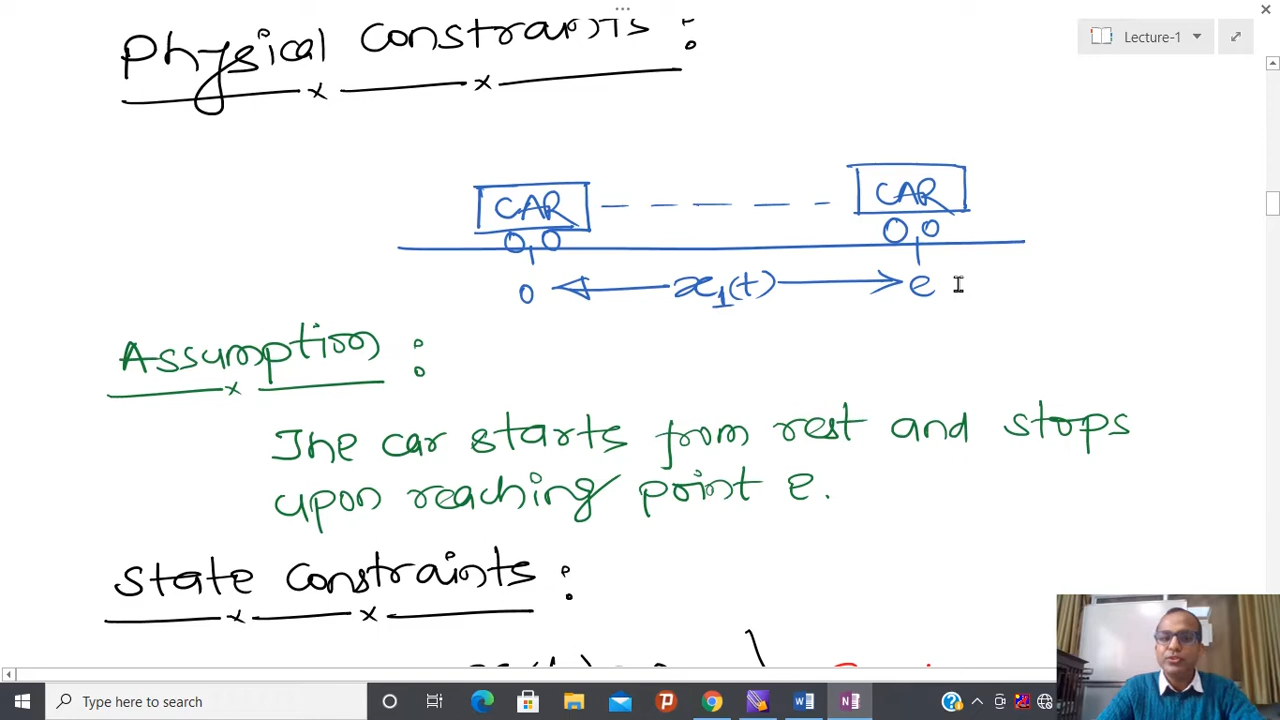 Physical Constraints :
Lecture-1
CAR CAR
0 x₁(t) e
Assumption :
The car starts from rest and stops
upon reaching point e.
State constraints :
Type here to search